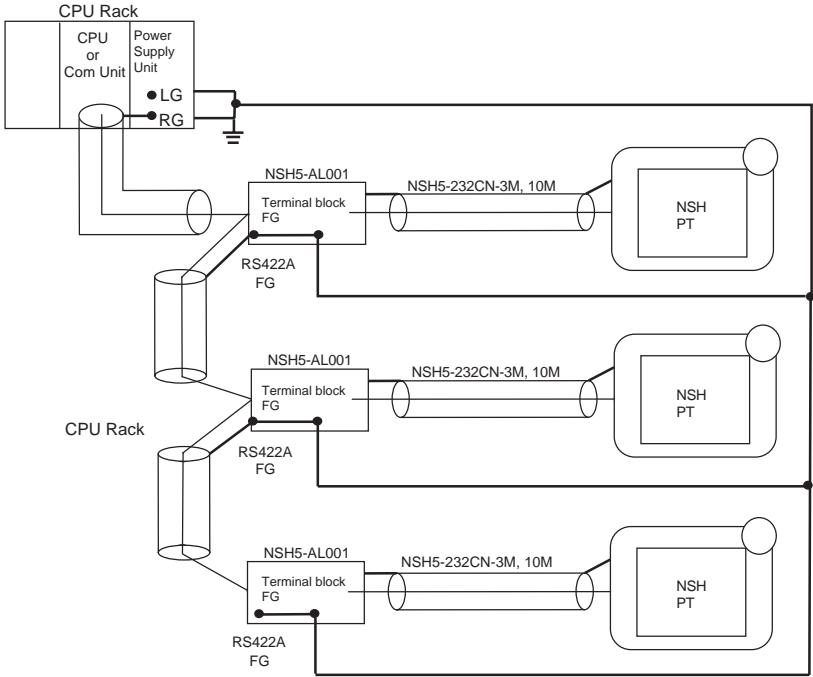 CPU Rack
CPU
or
Com Unit
Power
Supply
Unit
LG
RG
NSH5-AL001
Terminal block
FG
RS422A
FG
NSH5-232CN-3M, 10M
NSH
PT
NSH5-AL001
Terminal block
FG
RS422A
FG
NSH5-232CN-3M, 10M
NSH
PT
CPU Rack
NSH5-AL001
Terminal block
FG
RS422A
FG
NSH5-232CN-3M, 10M
NSH
PT